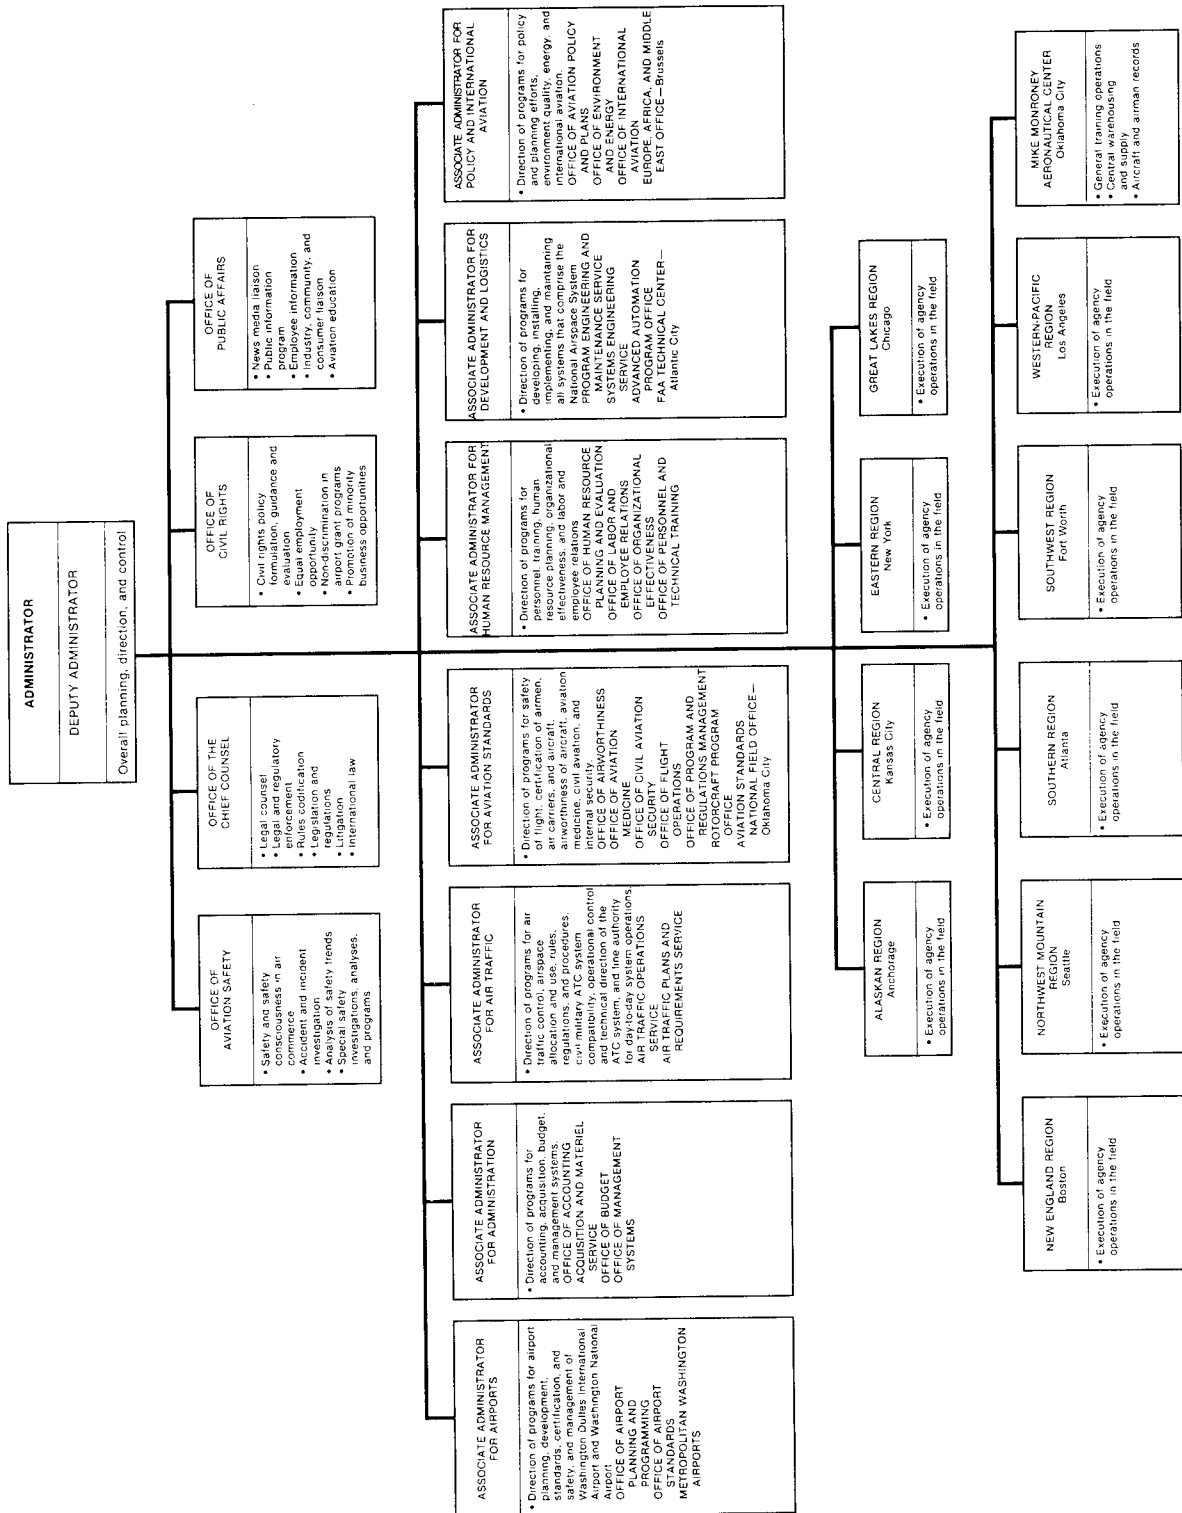 ADMINISTRATOR
DEPUTY ADMINISTRATOR
Overall planning, direction, and control
OFFICE OF
AVIATION SAFETY
• Safety and safety
consciousness in air
commerce
• Accident and incident
investigation
• Analysis of safety trends
• Special safety
investigations, analyses,
and programs
OFFICE OF THE
CHIEF COUNSEL
• Legal counsel
• Legal and regulatory
enforcement
• Rules codification
• Legislation and
regulations
• Litigation
• International law
OFFICE OF
CIVIL RIGHTS
• Civil rights policy
formulation, guidance and
evaluation
• Equal employment
opportunity
• Non-discrimination in
airport grant programs
• Promotion of minority
business opportunities
OFFICE OF
PUBLIC AFFAIRS
• News media liaison
• Public information
program
• Employee information
• Industry, community, and
consumer liaison
• Aviation education
ASSOCIATE ADMINISTRATOR
FOR AIRPORTS
• Direction of programs for airport
planning, development,
standards, certification, and
safety, and management of
Washington Dulles International
Airport and Washington National
Airport
OFFICE OF AIRPORT
PLANNING AND
PROGRAMMING
OFFICE OF AIRPORT
STANDARDS
METROPOLITAN WASHINGTON
AIRPORTS
ASSOCIATE ADMINISTRATOR
FOR ADMINISTRATION
• Direction of programs for
accounting, acquisition, budget,
and management systems.
OFFICE OF ACCOUNTING
ACQUISITION AND MATERIEL
SERVICE
OFFICE OF BUDGET
OFFICE OF MANAGEMENT
SYSTEMS
ASSOCIATE ADMINISTRATOR
FOR AIR TRAFFIC
• Direction of programs for air
traffic control, airspace
allocation and use, rules,
regulations, and procedures,
civil military ATC system
compatibility, operational control
and technical direction of the
ATC system, and line authority
for day-to-day system operations
AIR TRAFFIC OPERATIONS
SERVICE
AIR TRAFFIC PLANS AND
REQUIREMENTS SERVICE
ASSOCIATE ADMINISTRATOR
FOR AVIATION STANDARDS
• Direction of programs for safety
of flight, certification of airmen,
air carriers, and aircraft,
airworthiness of aircraft, aviation
medicine, civil aviation, and
internal security.
OFFICE OF AIRWORTHINESS
OFFICE OF AVIATION
MEDICINE
OFFICE OF CIVIL AVIATION
SECURITY
OFFICE OF FLIGHT
OPERATIONS
OFFICE OF PROGRAM AND
REGULATIONS MANAGEMENT
ROTORCRAFT PROGRAM
OFFICE
AVIATION STANDARDS
NATIONAL FIELD OFFICE—
Oklahoma City
ASSOCIATE ADMINISTRATOR FOR
HUMAN RESOURCE MANAGEMENT
• Direction of programs for
personnel, training, human
resource planning, organizational
effectiveness, and labor and
employee relations
OFFICE OF HUMAN RESOURCE
PLANNING AND EVALUATION
OFFICE OF LABOR AND
EMPLOYEE RELATIONS
OFFICE OF ORGANIZATIONAL
EFFECTIVENESS
OFFICE OF PERSONNEL AND
TECHNICAL TRAINING
ASSOCIATE ADMINISTRATOR FOR
DEVELOPMENT AND LOGISTICS
• Direction of programs for
developing, installing,
implementing, and maintaining
all systems that comprise the
National Airspace System
PROGRAM ENGINEERING AND
MAINTENANCE SERVICE
SYSTEMS ENGINEERING
SERVICE
ADVANCED AUTOMATION
PROGRAM OFFICE
FAA TECHNICAL CENTER—
Atlantic City
ASSOCIATE ADMINISTRATOR FOR
POLICY AND INTERNATIONAL
AVIATION
• Direction of programs for policy
and planning efforts,
environment quality, energy, and
international aviation.
OFFICE OF AVIATION POLICY
AND PLANS
OFFICE OF ENVIRONMENT
AND ENERGY
OFFICE OF INTERNATIONAL
AVIATION
EUROPE, AFRICA, AND MIDDLE
EAST OFFICE—Brussels
ALASKAN REGION
Anchorage
• Execution of agency
operations in the field
CENTRAL REGION
Kansas City
• Execution of agency
operations in the field
EASTERN REGION
New York
• Execution of agency
operations in the field
GREAT LAKES REGION
Chicago
• Execution of agency
operations in the field
NEW ENGLAND REGION
Boston
• Execution of agency
operations in the field
NORTHWEST MOUNTAIN
REGION
Seattle
• Execution of agency
operations in the field
SOUTHERN REGION
Atlanta
• Execution of agency
operations in the field
SOUTHWEST REGION
Fort Worth
• Execution of agency
operations in the field
WESTERN-PACIFIC
REGION
Los Angeles
• Execution of agency
operations in the field
MIKE MONRONEY
AERONAUTICAL CENTER
Oklahoma City
• General training operations
• Central warehousing
and supply
• Aircraft and airman records